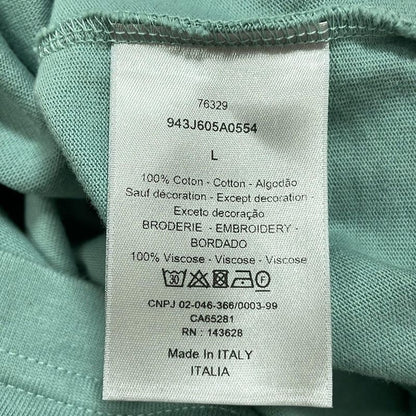 76329
943J605A0554
L
100% Coton - Cotton - Algodão
Sauf décoration - Except decoration -
Exceto decoração
BRODERIE - EMBROIDERY -
BORDADO
100% Viscose - Viscose - Viscose
30 F
CNPJ 02-046-366/0003-99
CA65281
RN : 143628
Made In ITALY
ITALIA